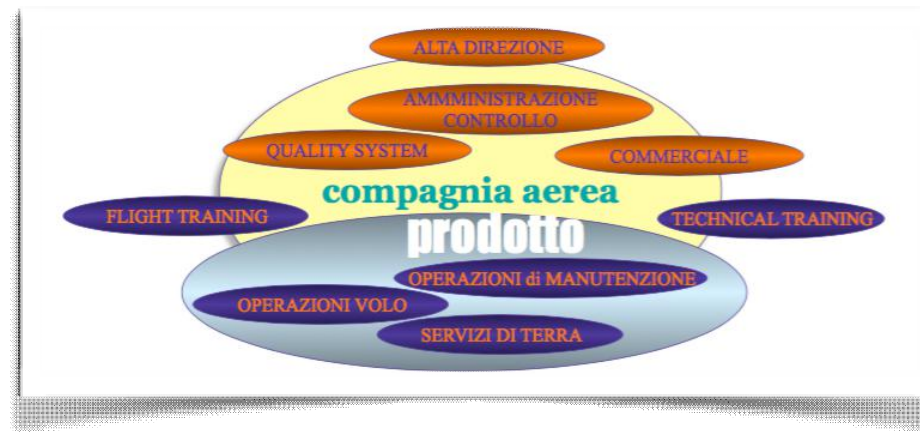 ALTA DIREZIONE
AMMMINISTRAZIONE
CONTROLLO
QUALITY SYSTEM
COMMERCIALE
compagnia aerea
FLIGHT TRAINING
TECHNICAL TRAINING
prodotto
OPERAZIONI di MANUTENZIONE
OPERAZIONI VOLO
SERVIZI DI TERRA